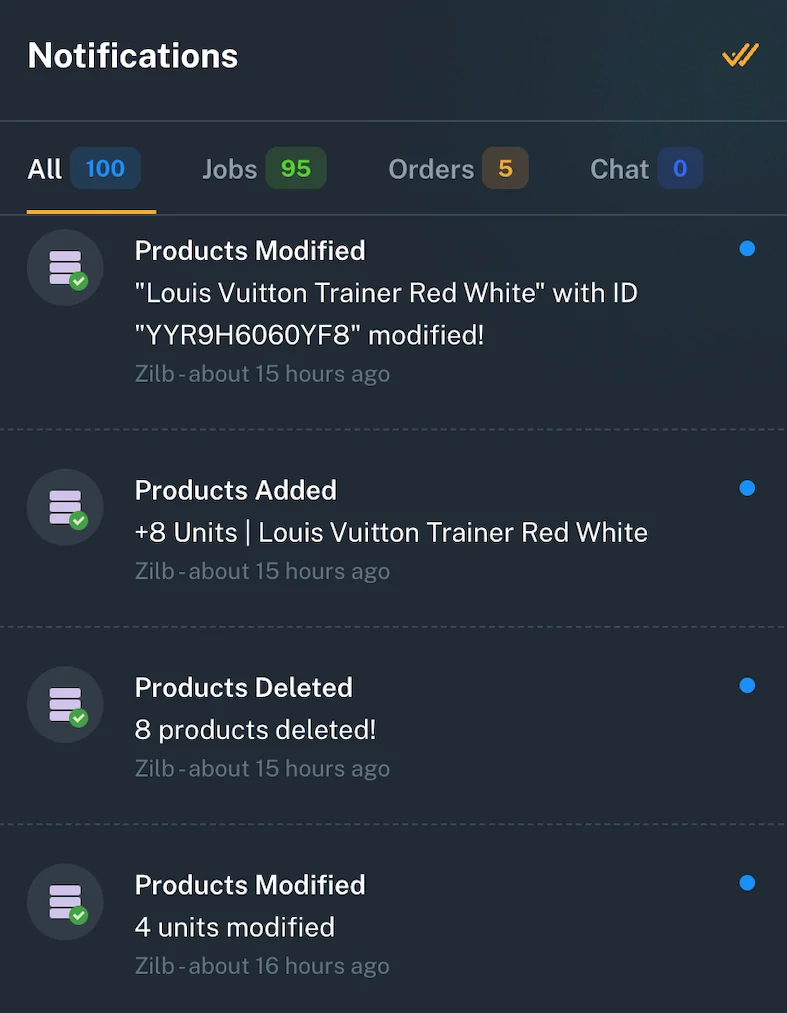 Notifications
All 100 Jobs 95 Orders 5 Chat 0
Products Modified
"Louis Vuitton Trainer Red White" with ID
"YYR9H6060YF8" modified!
Zilb - about 15 hours ago
Products Added
+8 Units | Louis Vuitton Trainer Red White
Zilb - about 15 hours ago
Products Deleted
8 products deleted!
Zilb - about 15 hours ago
Products Modified
4 units modified
Zilb - about 16 hours ago